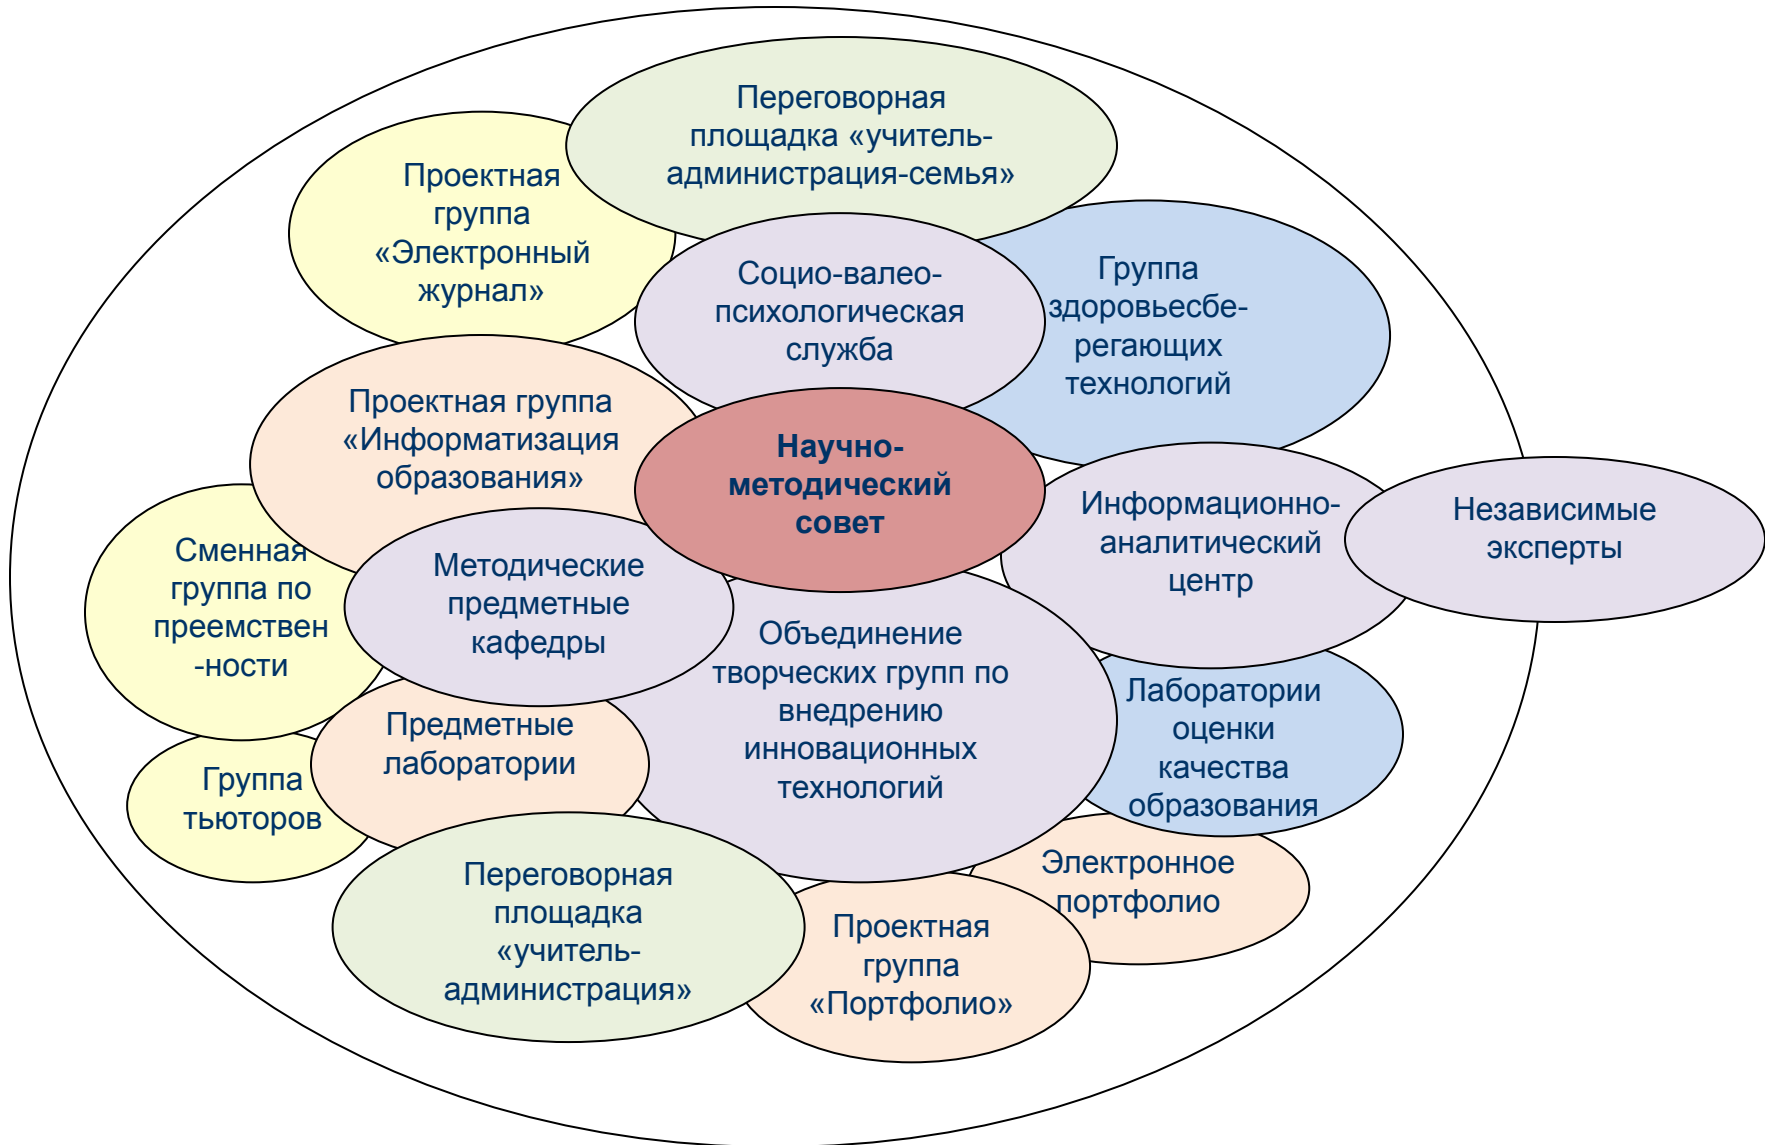 Переговорная
площадка «учитель-
администрация-семья»
Проектная
группа
«Электронный
журнал»
Социо-валео-
психологическая
служба
Группа
здоровьесбе-
регающих
технологий
Проектная группа
«Информатизация
образования»
Научно-
методический
совет
Информационно-
аналитический
центр
Независимые
эксперты
Сменная
группа по
преемствен
-ности
Методические
предметные
кафедры
Объединение
творческих групп по
внедрению
инновационных
технологий
Лаборатории
оценки
качества
образования
Предметные
лаборатории
Группа
тьюторов
Переговорная
площадка
«учитель-
администрация»
Электронное
портфолио
Проектная
группа
«Портфолио»